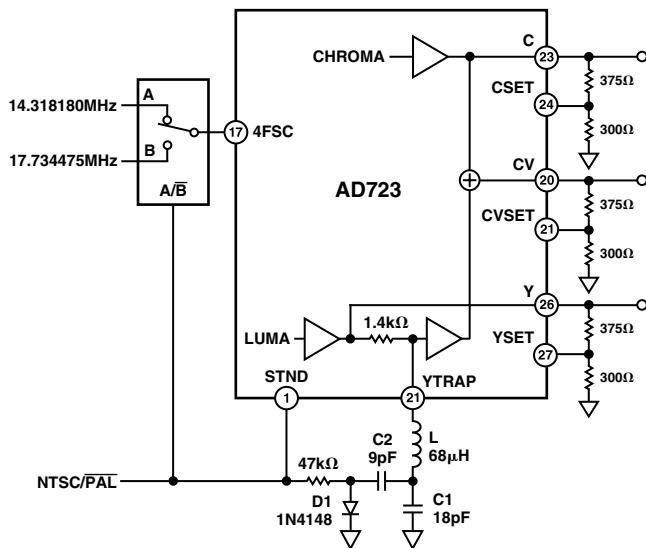 C
CHROMA
23
375Ω
CSET
A
14.318180MHz
24
300Ω
17
4FSC
B
17.734475MHz
CV
20
A/B̅
AD723
375Ω
CVSET
21
300Ω
Y
26
1.4kΩ
375Ω
LUMA
YSET
27
STND
YTRAP
300Ω
1
21
C2
9pF
L
68μH
47kΩ
NTSC/P̅A̅L̅
D1
1N4148
C1
18pF